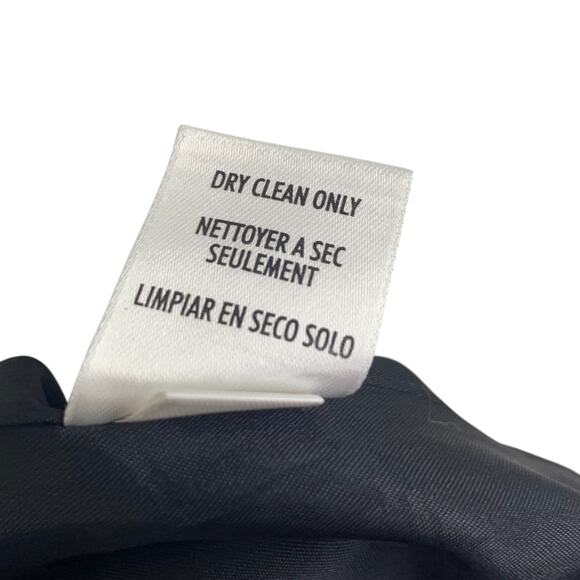 DRY CLEAN ONLY
NETTOYER A SEC
SEULEMENT
LIMPIAR EN SECO SOLO